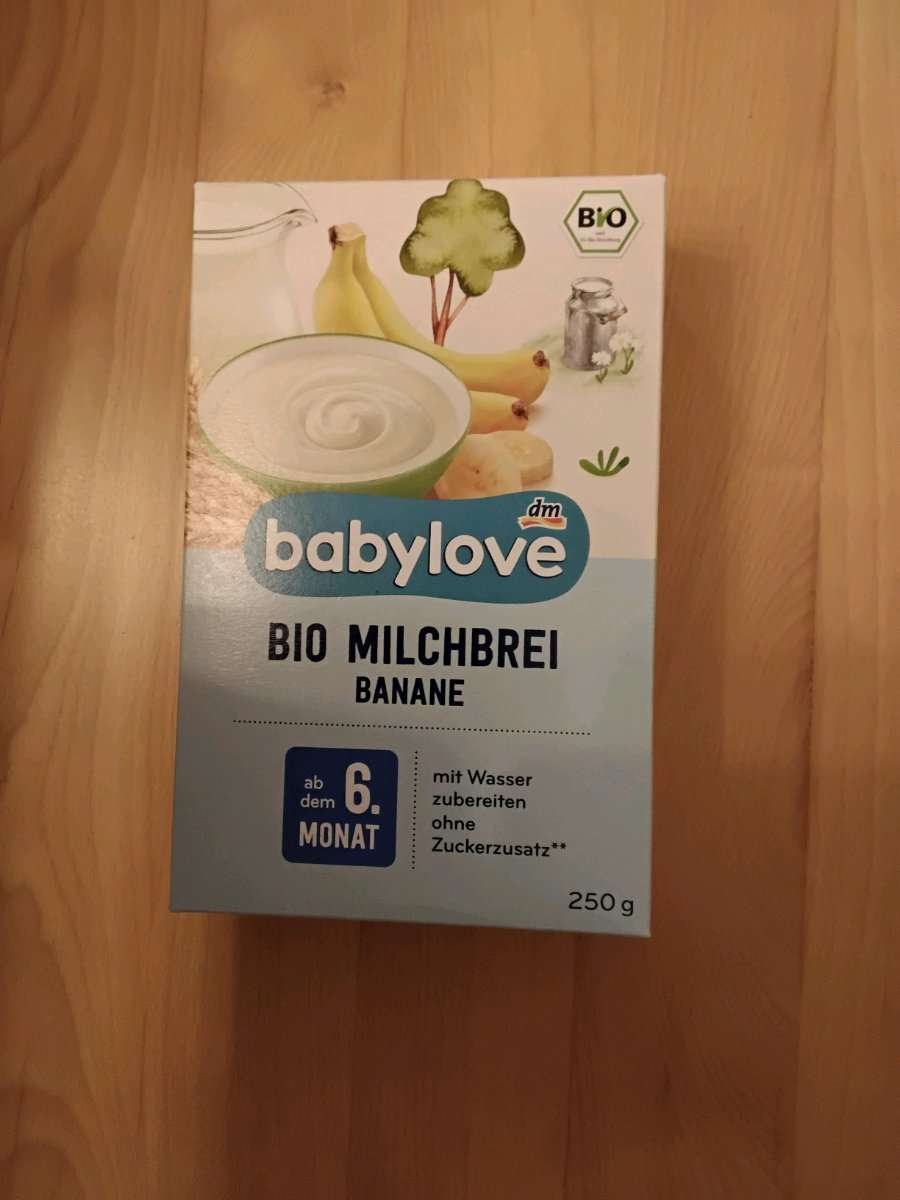 BiO
dm
babylove
BIO MILCHBREI
BANANE
ab
dem 6.
MONAT
mit Wasser
zubereiten
ohne
Zuckerzusatz**
250 g